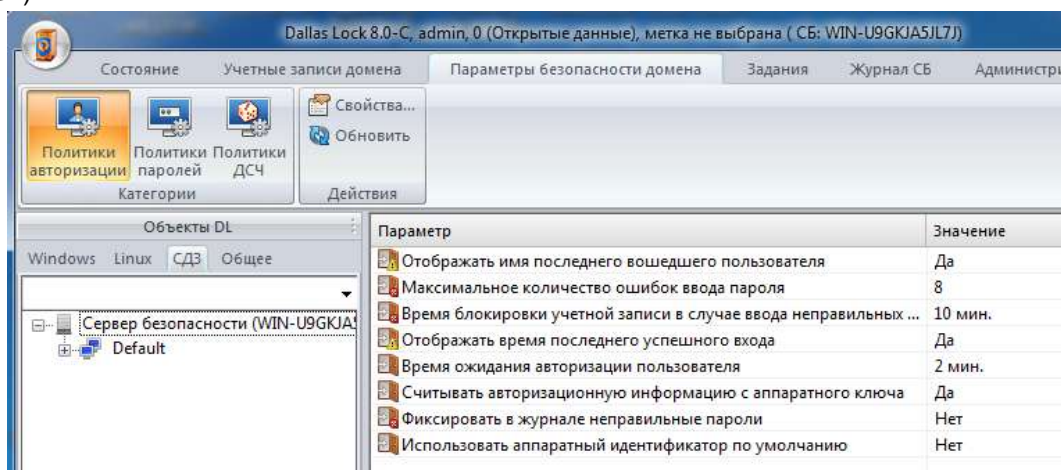 Dallas Lock 8.0-C, admin, 0 (Открытые данные), метка не выбрана ( СБ: WIN-U9GKJA5JL7J)
Состояние Учетные записи домена Параметры безопасности домена Задания Журнал СБ Администри
Политики авторизации
Политики паролей
Политики ДСЧ
Категории
Свойства...
Обновить
Действия
Объекты DL
Windows Linux СДЗ Общее
Сервер безопасности (WIN-U9GKJA5
Default
Параметр Значение
Отображать имя последнего вошедшего пользователя Да
Максимальное количество ошибок ввода пароля 8
Время блокировки учетной записи в случае ввода неправильных ... 10 мин.
Отображать время последнего успешного входа Да
Время ожидания авторизации пользователя 2 мин.
Считывать авторизационную информацию с аппаратного ключа Да
Фиксировать в журнале неправильные пароли Нет
Использовать аппаратный идентификатор по умолчанию Нет